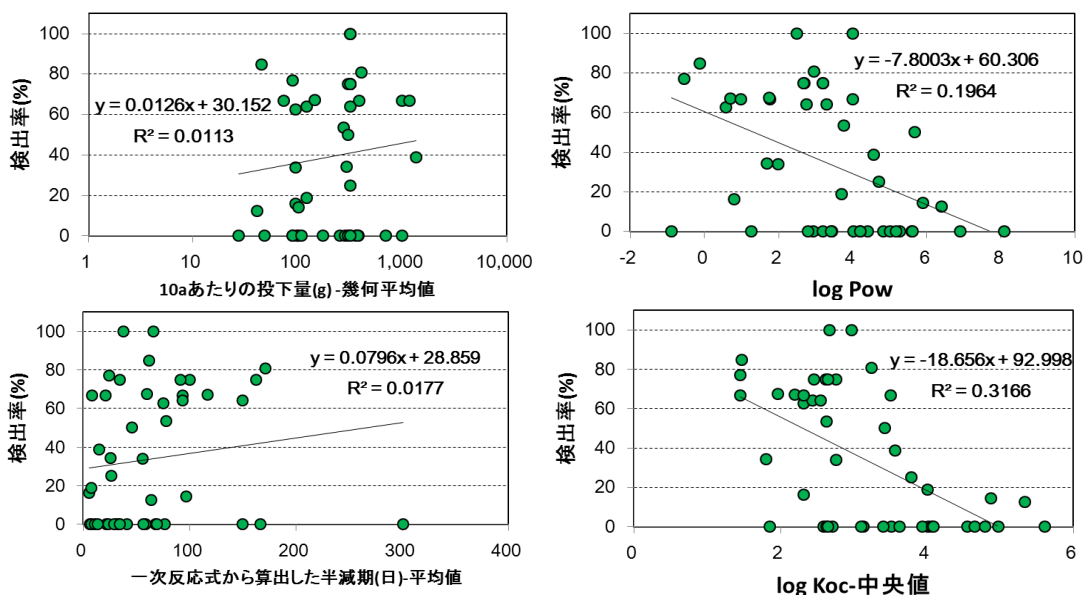 検出率(%)
100
80
60
40
20
0
y = 0.0126x + 30.152
R² = 0.0113
1 10 100 1,000 10,000
10aあたりの投下量(g) -幾何平均値
検出率(%)
100
80
60
40
20
0
y = -7.8003x + 60.306
R² = 0.1964
-2 0 2 4 6 8 10
log Pow
検出率(%)
100
80
60
40
20
0
y = 0.0796x + 28.859
R² = 0.0177
0 100 200 300 400
一次反応式から算出した半減期(日)-平均値
検出率(%)
100
80
60
40
20
0
y = -18.656x + 92.998
R² = 0.3166
0 2 4 6
log Koc-中央値